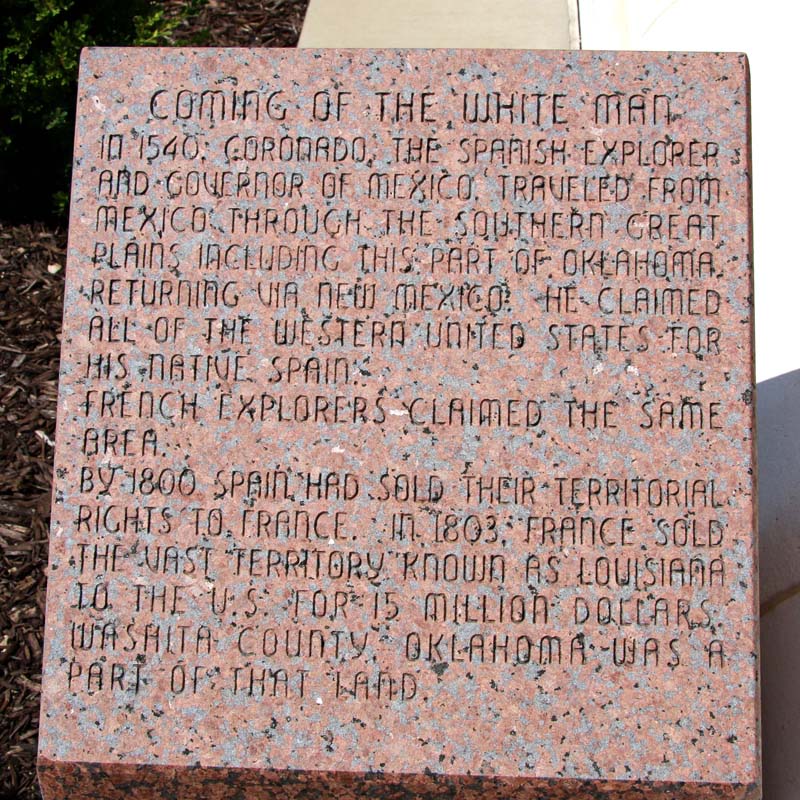 COMING OF THE WHITE MAN
IN 1540, CORONADO, THE SPANISH EXPLORER
AND GOVERNOR OF MEXICO, TRAVELED FROM
MEXICO THROUGH THE SOUTHERN GREAT
PLAINS INCLUDING THIS PART OF OKLAHOMA,
RETURNING VIA NEW MEXICO. HE CLAIMED
ALL OF THE WESTERN UNITED STATES FOR
HIS NATIVE SPAIN.
FRENCH EXPLORERS CLAIMED THE SAME
AREA.
BY 1800 SPAIN HAD SOLD THEIR TERRITORIAL
RIGHTS TO FRANCE. IN 1803, FRANCE SOLD
THE VAST TERRITORY KNOWN AS LOUISIANA
TO THE U.S. FOR 15 MILLION DOLLARS.
WASHITA COUNTY, OKLAHOMA WAS A
PART OF THAT LAND.